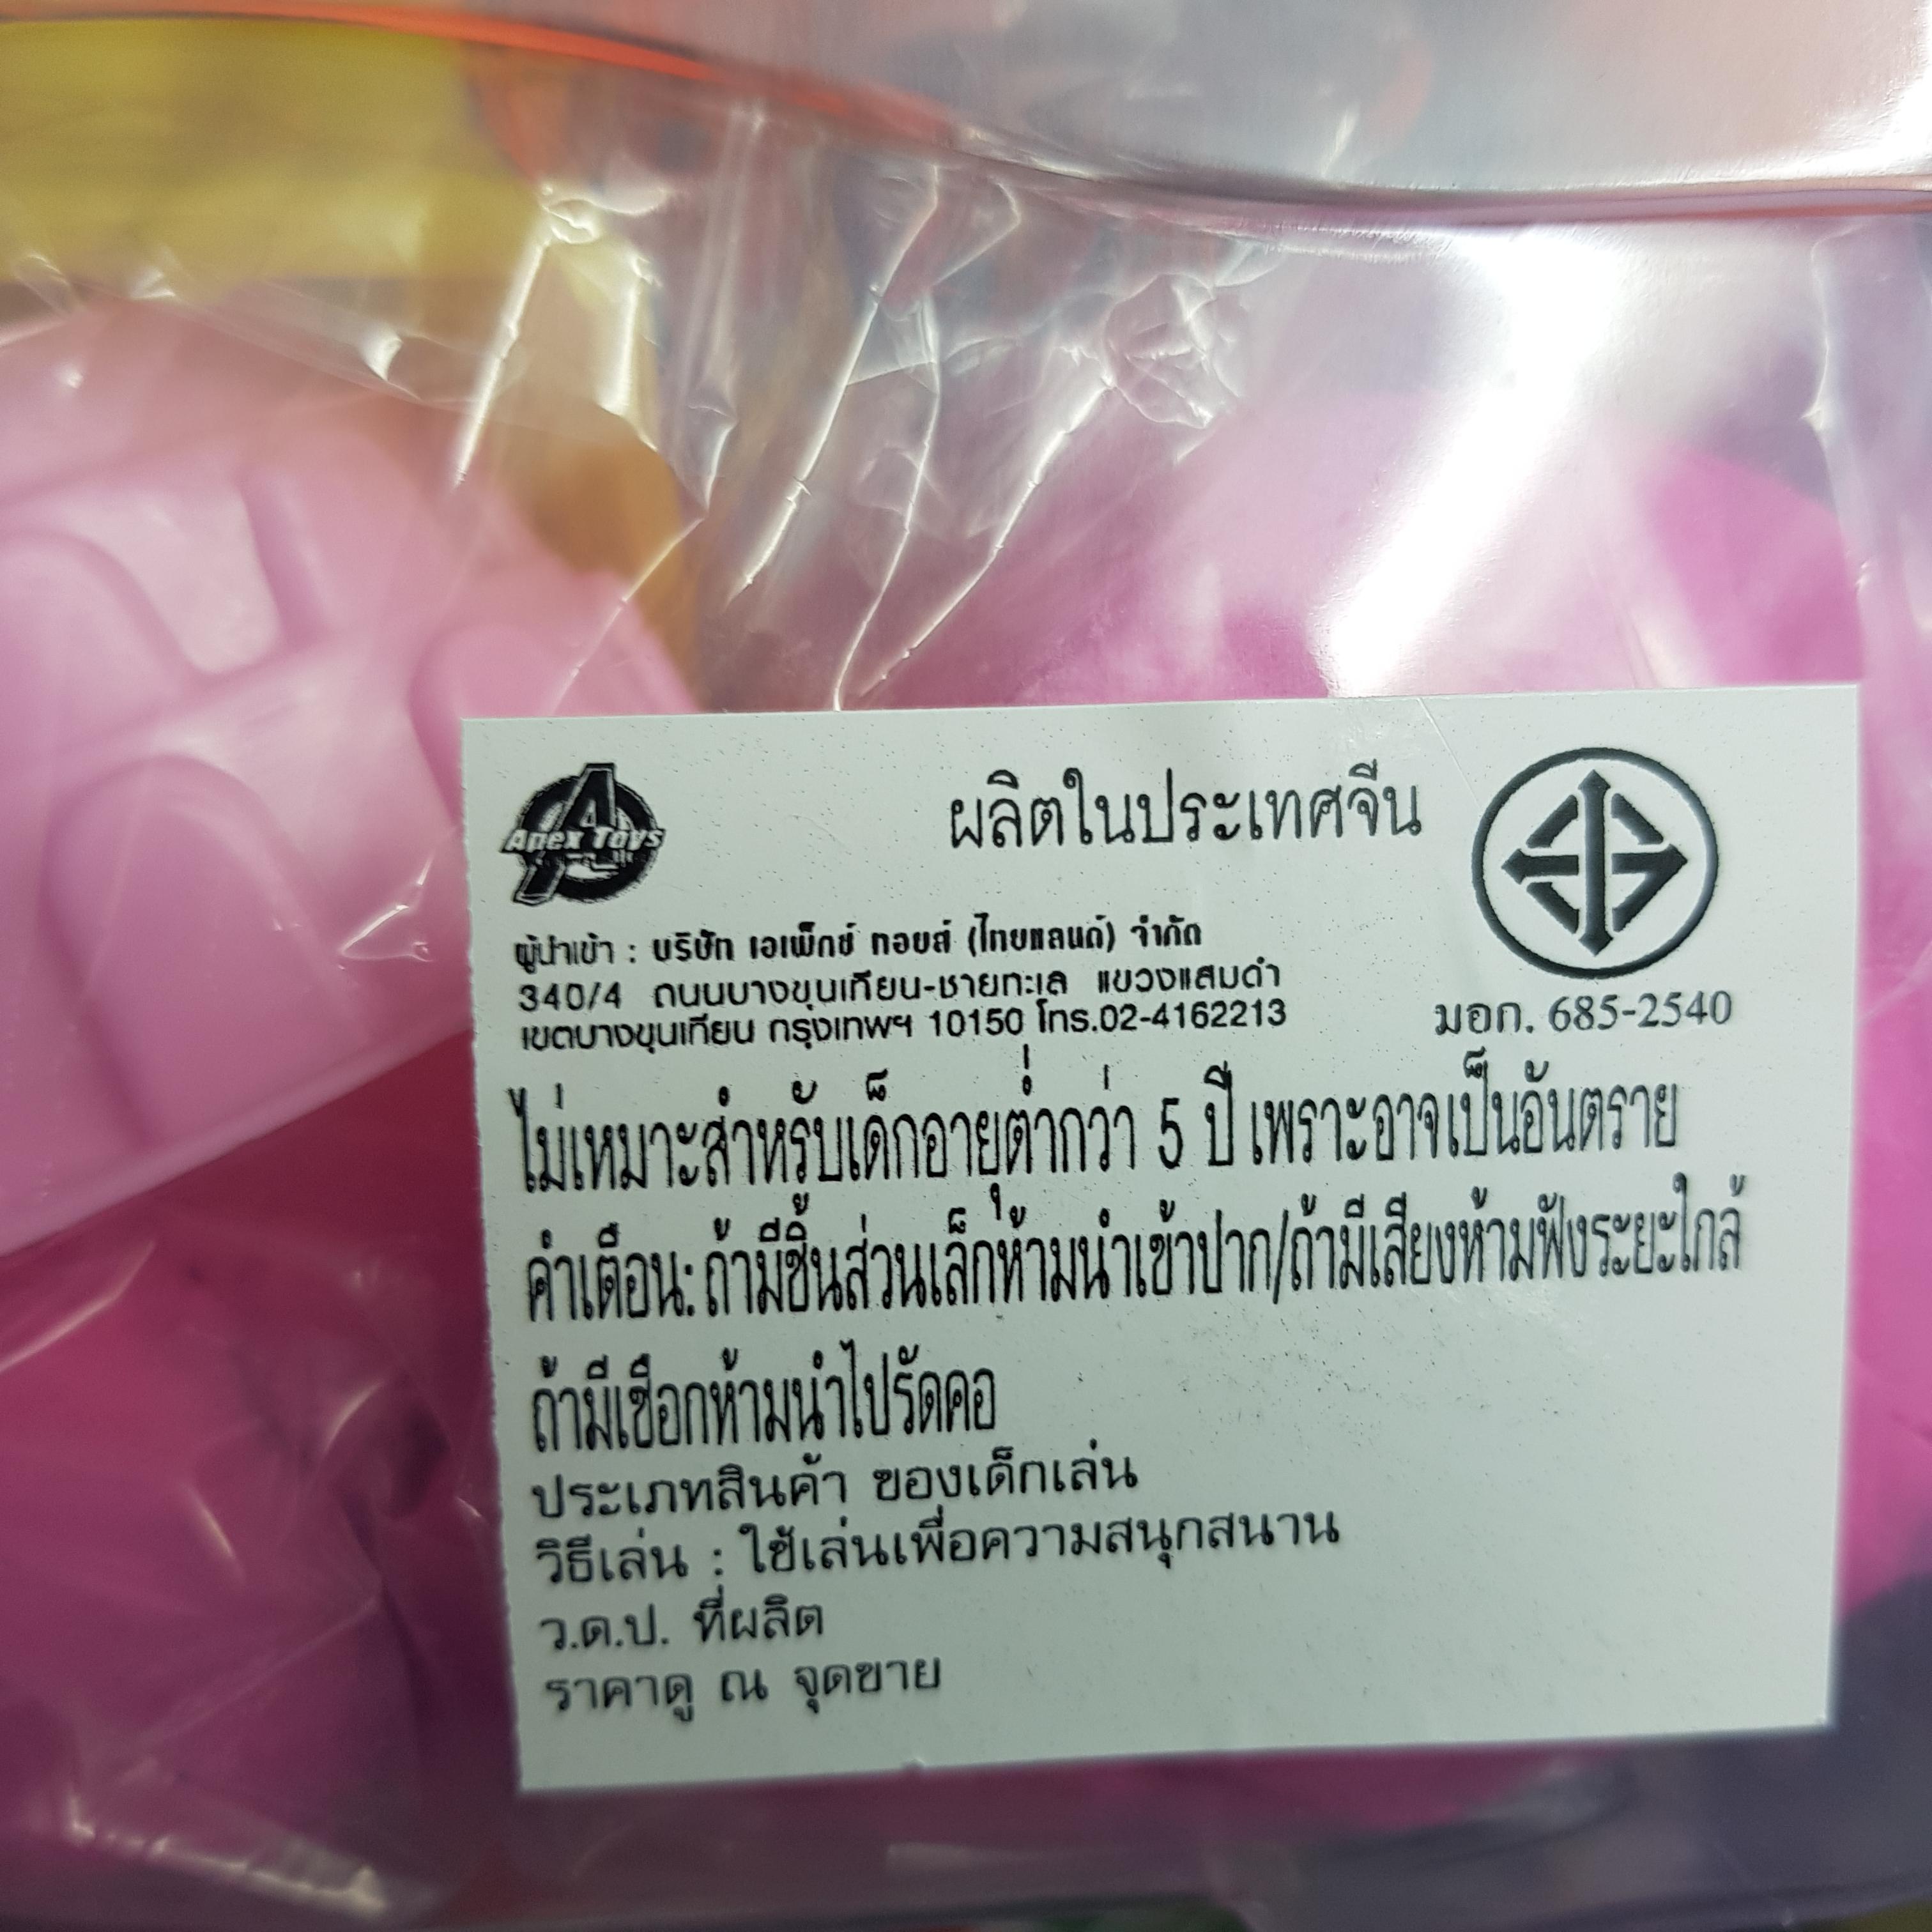 Apex Toys
ผลิตในประเทศจีน
ผู้นำเข้า : บริษัท เอเพ็กซ์ ทอยส์ (ไทยแลนด์) จำกัด
340/4 ถนนบางขุนเทียน-ชายทะเล แขวงแสมดำ
เขตบางขุนเทียน กรุงเทพฯ 10150 โทร.02-4162213
มอก. 685-2540
ไม่เหมาะสำหรับเด็กอายุต่ำกว่า 5 ปี เพราะอาจเป็นอันตราย
คำเตือน: ถ้ามีชิ้นส่วนเล็กห้ามนำเข้าปาก/ถ้ามีเสียงห้ามฟังระยะใกล้
ถ้ามีเชือกห้ามนำไปรัดคอ
ประเภทสินค้า ของเด็กเล่น
วิธีเล่น : ใช้เล่นเพื่อความสนุกสนาน
ว.ด.ป. ที่ผลิต
ราคาดู ณ จุดขาย